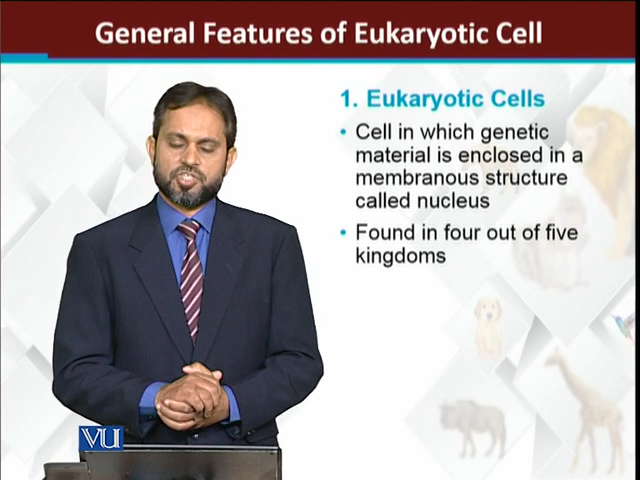 General Features of Eukaryotic Cell
1. Eukaryotic Cells
• Cell in which genetic
material is enclosed in a
membranous structure
called nucleus
• Found in four out of five
kingdoms
VU